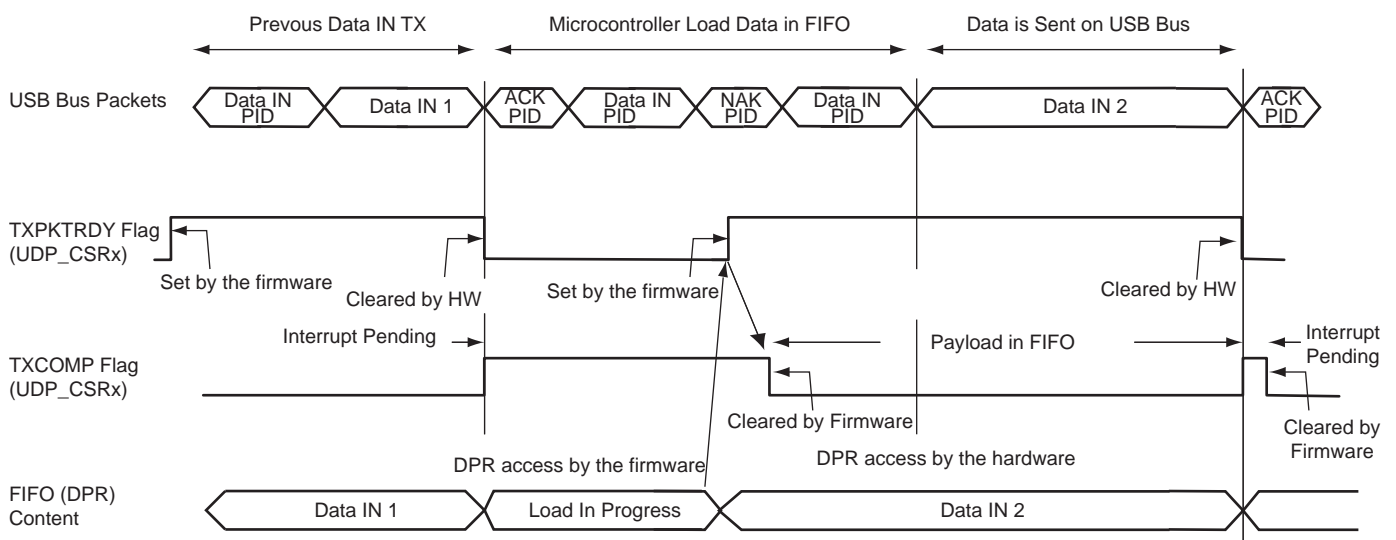 Prevous Data IN TX
Microcontroller Load Data in FIFO
Data is Sent on USB Bus
USB Bus Packets
Data IN
PID
Data IN 1
ACK
PID
Data IN
PID
NAK
PID
Data IN
PID
Data IN 2
ACK
PID
TXPKTRDY Flag
(UDP_CSRx)
Set by the firmware
Cleared by HW
Set by the firmware
Cleared by HW
Interrupt Pending
Payload in FIFO
Interrupt
Pending
TXCOMP Flag
(UDP_CSRx)
Cleared by Firmware
Cleared by
Firmware
DPR access by the firmware
DPR access by the hardware
FIFO (DPR)
Content
Data IN 1
Load In Progress
Data IN 2